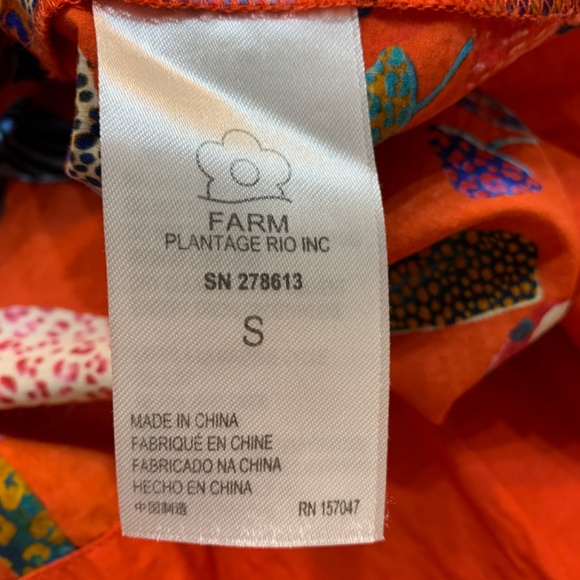 FARM
PLANTAGE RIO INC
SN 278613
S
MADE IN CHINA
FABRIQUÉ EN CHINE
FABRICADO NA CHINA
HECHO EN CHINA
中国制造
RN 157047